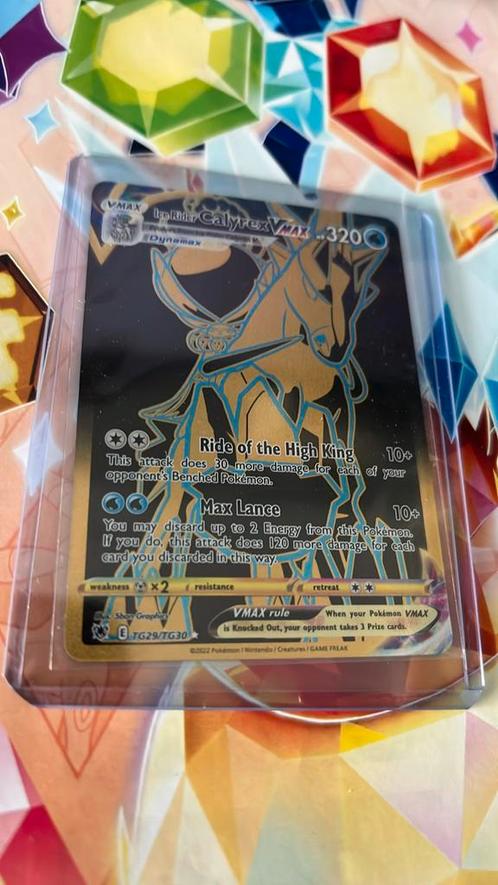 VMAX
Ice Rider Calyrex VMAX 320
Dynamax
Ride of the High King 10+
This attack does 30 more damage for each of your
opponent's Benched Pokémon.
Max Lance 10+
You may discard up to 2 Energy from this Pokémon.
If you do, this attack does 120 more damage for each
card you discarded in this way.
weakness ×2 resistance retreat
VMAX rule When your Pokémon VMAX
is Knocked Out, your opponent takes 3 Prize cards.
Illus. 5ban Graphics
E TG29/TG30
©2022 Pokémon / Nintendo / Creatures / GAME FREAK